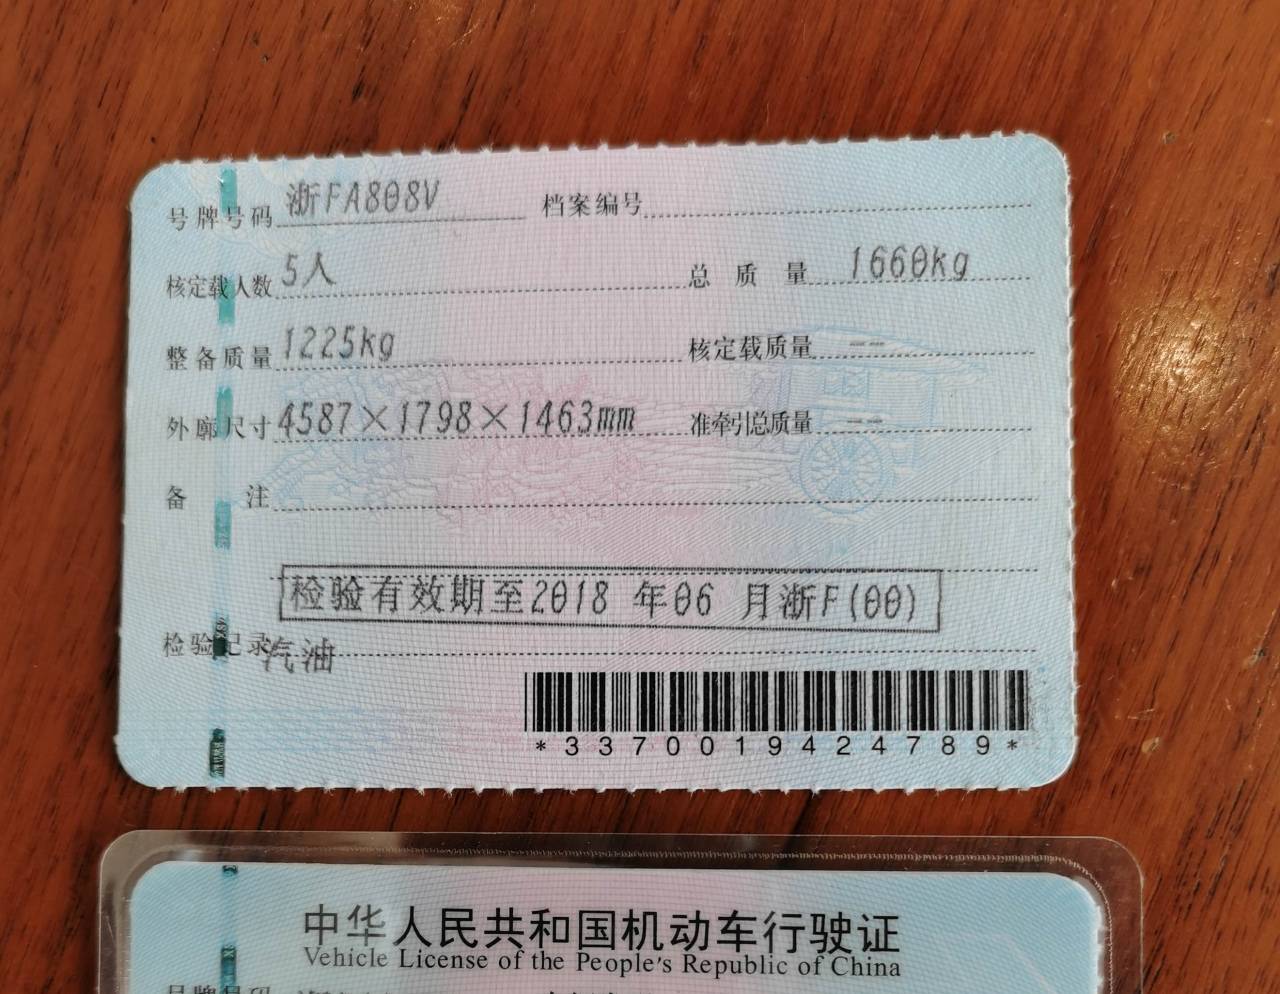 号牌号码 浙FA808V 档案编号
核定载人数 5人 总质量 1660kg
整备质量 1225kg 核定载质量 ——
外廓尺寸 4587×1798×1463mm 准牵引总质量 ——
备注
检验有效期至2018 年06 月浙F(00)
检验记录 汽油
*3370019424789*
中华人民共和国机动车行驶证
Vehicle License of the People's Republic of China
号牌号码